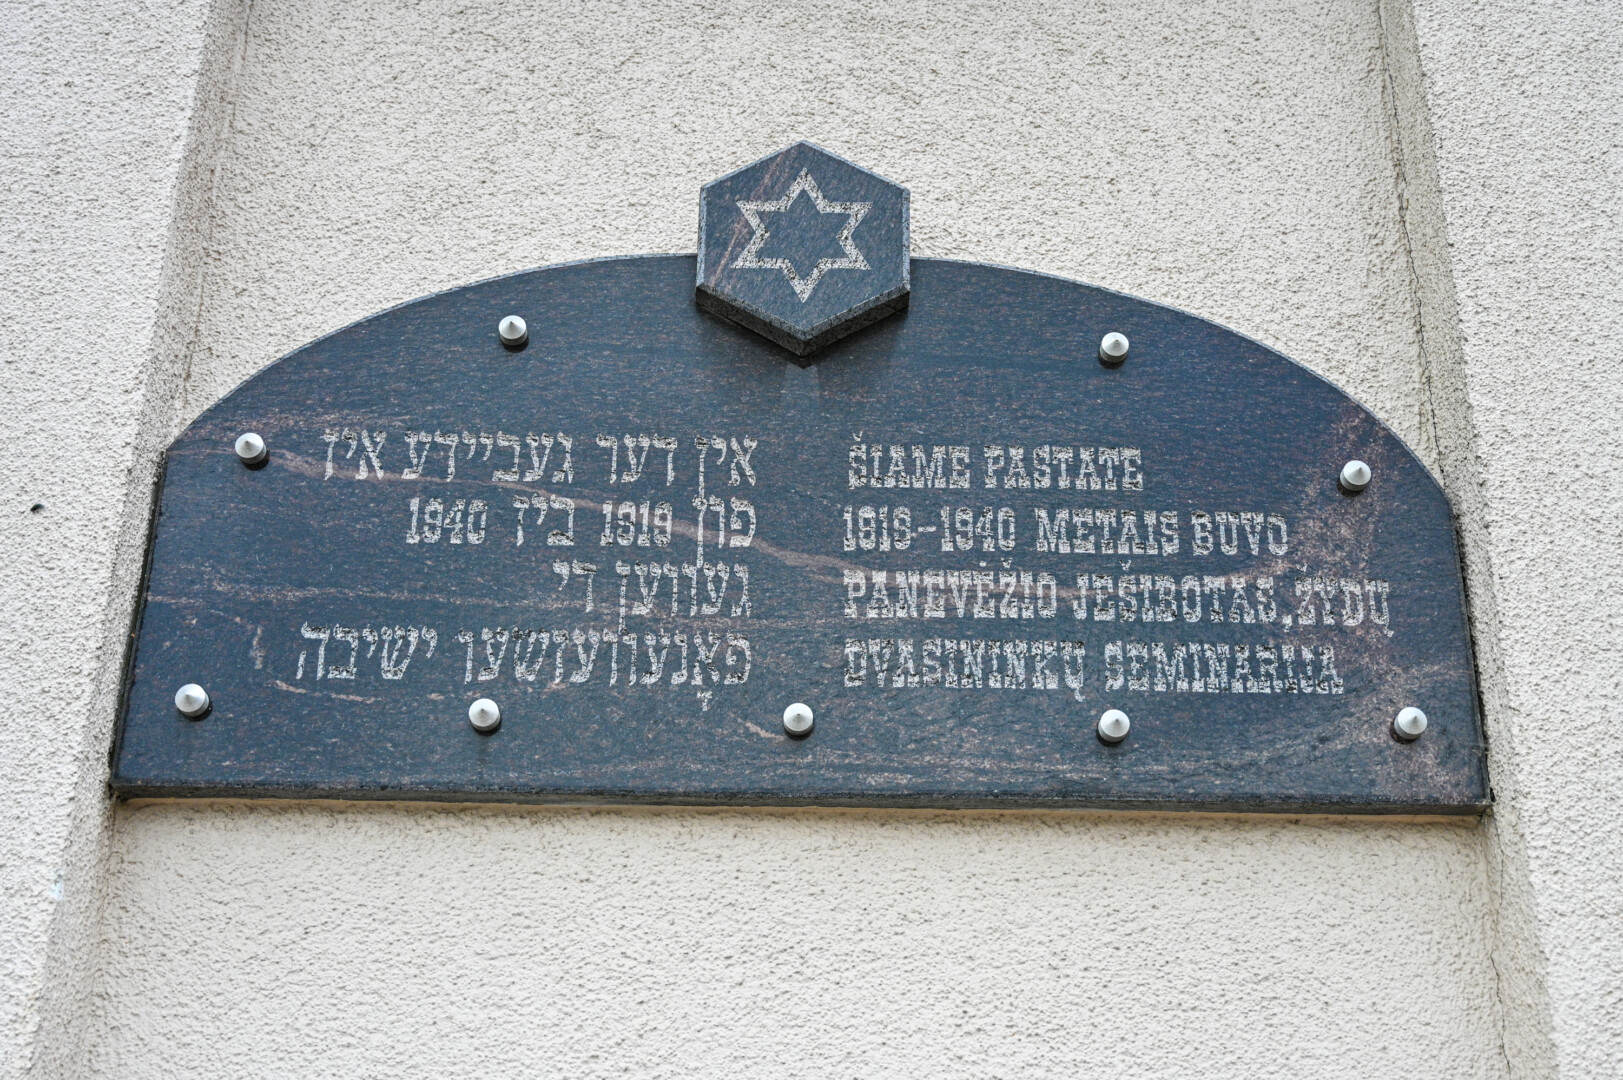 אין דער געביידע איז
פון 1919 ביז 1940
געווען די
פּאָנעוועזשער ישיבה
ŠIAME PASTATE
1919-1940 METAIS BUVO
PANEVĖŽIO JEŠIBOTAS, ŽYDŲ
DVASININKŲ SEMINARIJA